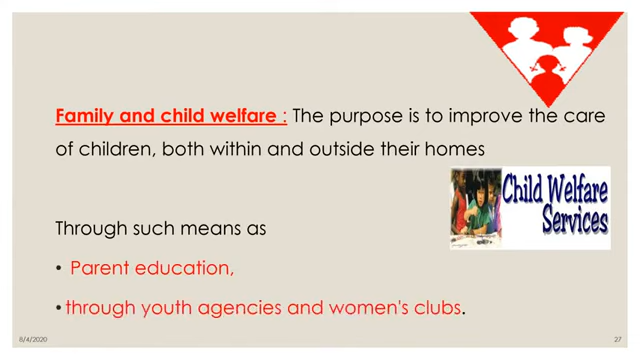 Family and child welfare : The purpose is to improve the care
of children, both within and outside their homes
Child Welfare
Services
Through such means as
• Parent education,
• through youth agencies and women's clubs.
8/4/2020
27